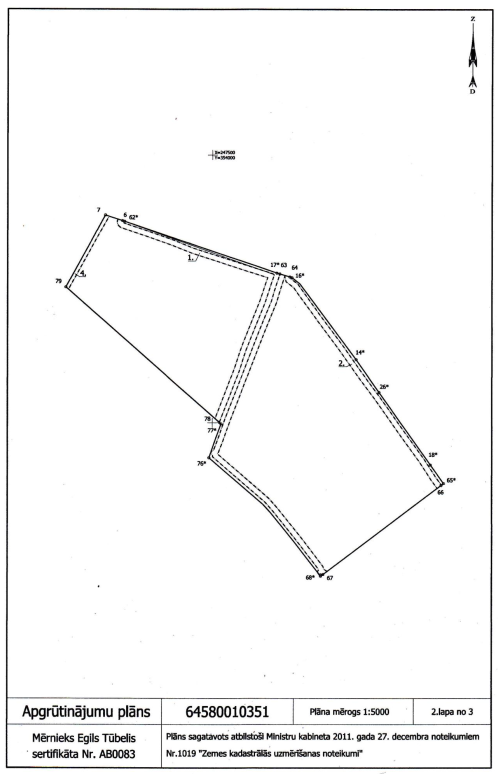 Z
D
X=247500
Y=394000
7
6
62*
1.
17*
63
64
16*
4.
79
14*
2.
26*
78
77*
18*
76*
65*
66
68*
67
Apgrūtinājumu plāns
64580010351
Plāna mērogs 1:5000
2.lapa no 3
Mērnieks Egils Tūbelis
sertifikāta Nr. AB0083
Plāns sagatavots atbilstoši Ministru kabineta 2011. gada 27. decembra noteikumiem
Nr.1019 "Zemes kadastrālās uzmērīšanas noteikumi"